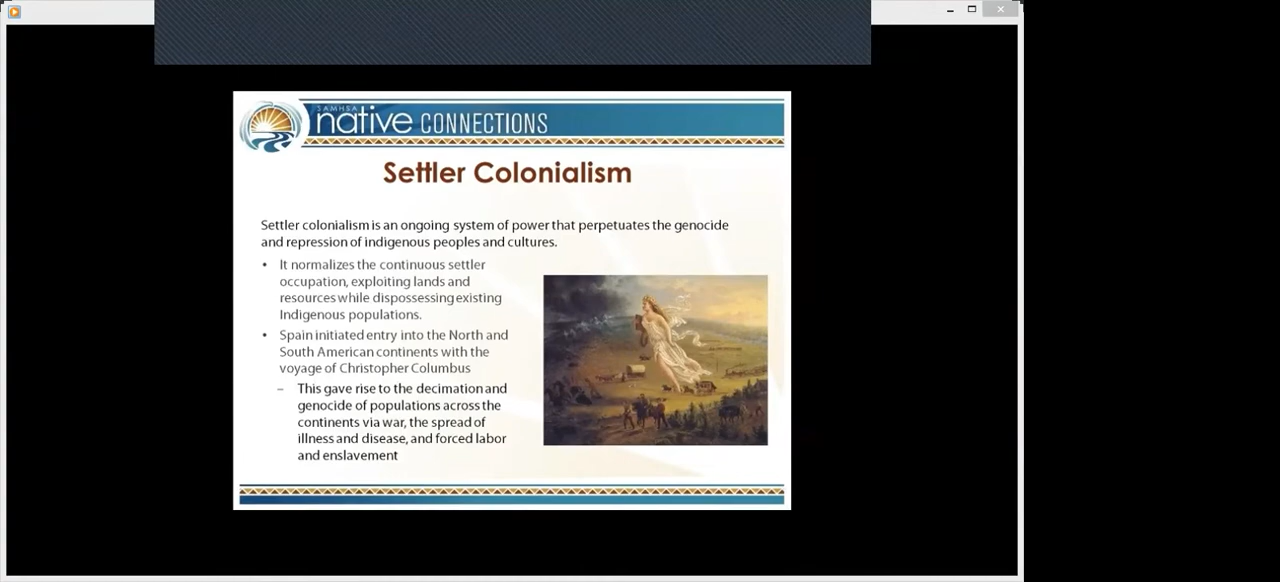 SAMHSA
native CONNECTIONS
Settler Colonialism
Settler colonialism is an ongoing system of power that perpetuates the genocide
and repression of indigenous peoples and cultures.
• It normalizes the continuous settler
occupation, exploiting lands and
resources while dispossessing existing
Indigenous populations.
• Spain initiated entry into the North and
South American continents with the
voyage of Christopher Columbus
– This gave rise to the decimation and
genocide of populations across the
continents via war, the spread of
illness and disease, and forced labor
and enslavement